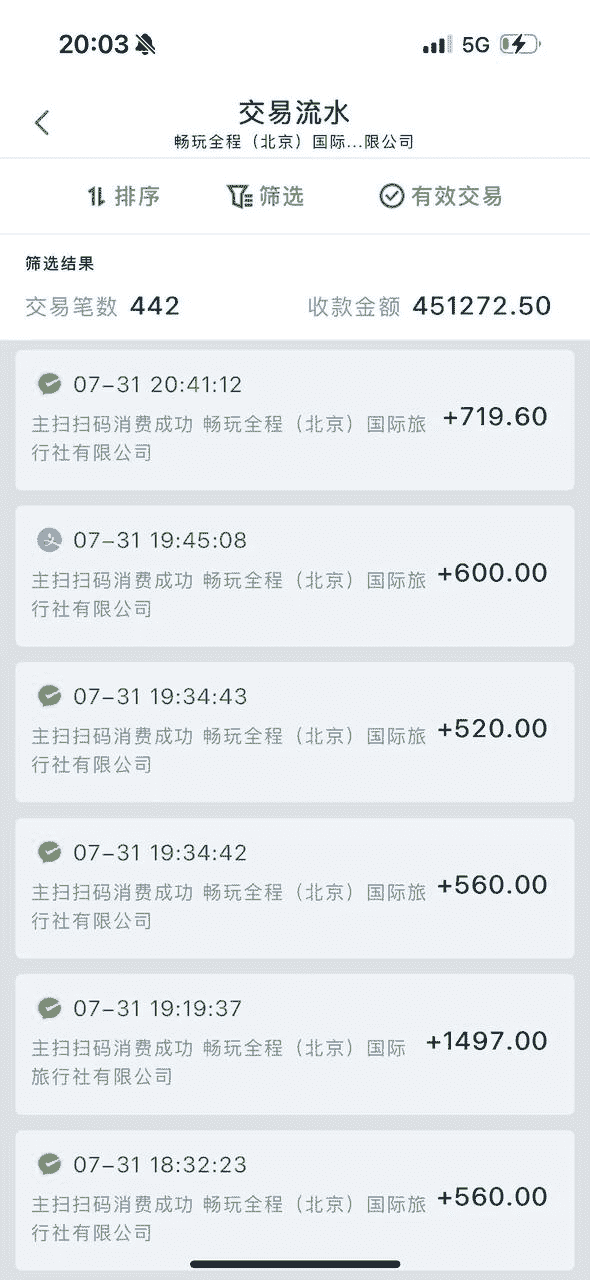 20:03
5G
交易流水
畅玩全程（北京）国际...限公司
排序
筛选
有效交易
筛选结果
交易笔数 442
收款金额 451272.50
07-31 20:41:12
主扫扫码消费成功 畅玩全程（北京）国际旅
行社有限公司
+719.60
07-31 19:45:08
主扫扫码消费成功 畅玩全程（北京）国际旅
行社有限公司
+600.00
07-31 19:34:43
主扫扫码消费成功 畅玩全程（北京）国际旅
行社有限公司
+520.00
07-31 19:34:42
主扫扫码消费成功 畅玩全程（北京）国际旅
行社有限公司
+560.00
07-31 19:19:37
主扫扫码消费成功 畅玩全程（北京）国际
旅行社有限公司
+1497.00
07-31 18:32:23
主扫扫码消费成功 畅玩全程（北京）国际旅
行社有限公司
+560.00